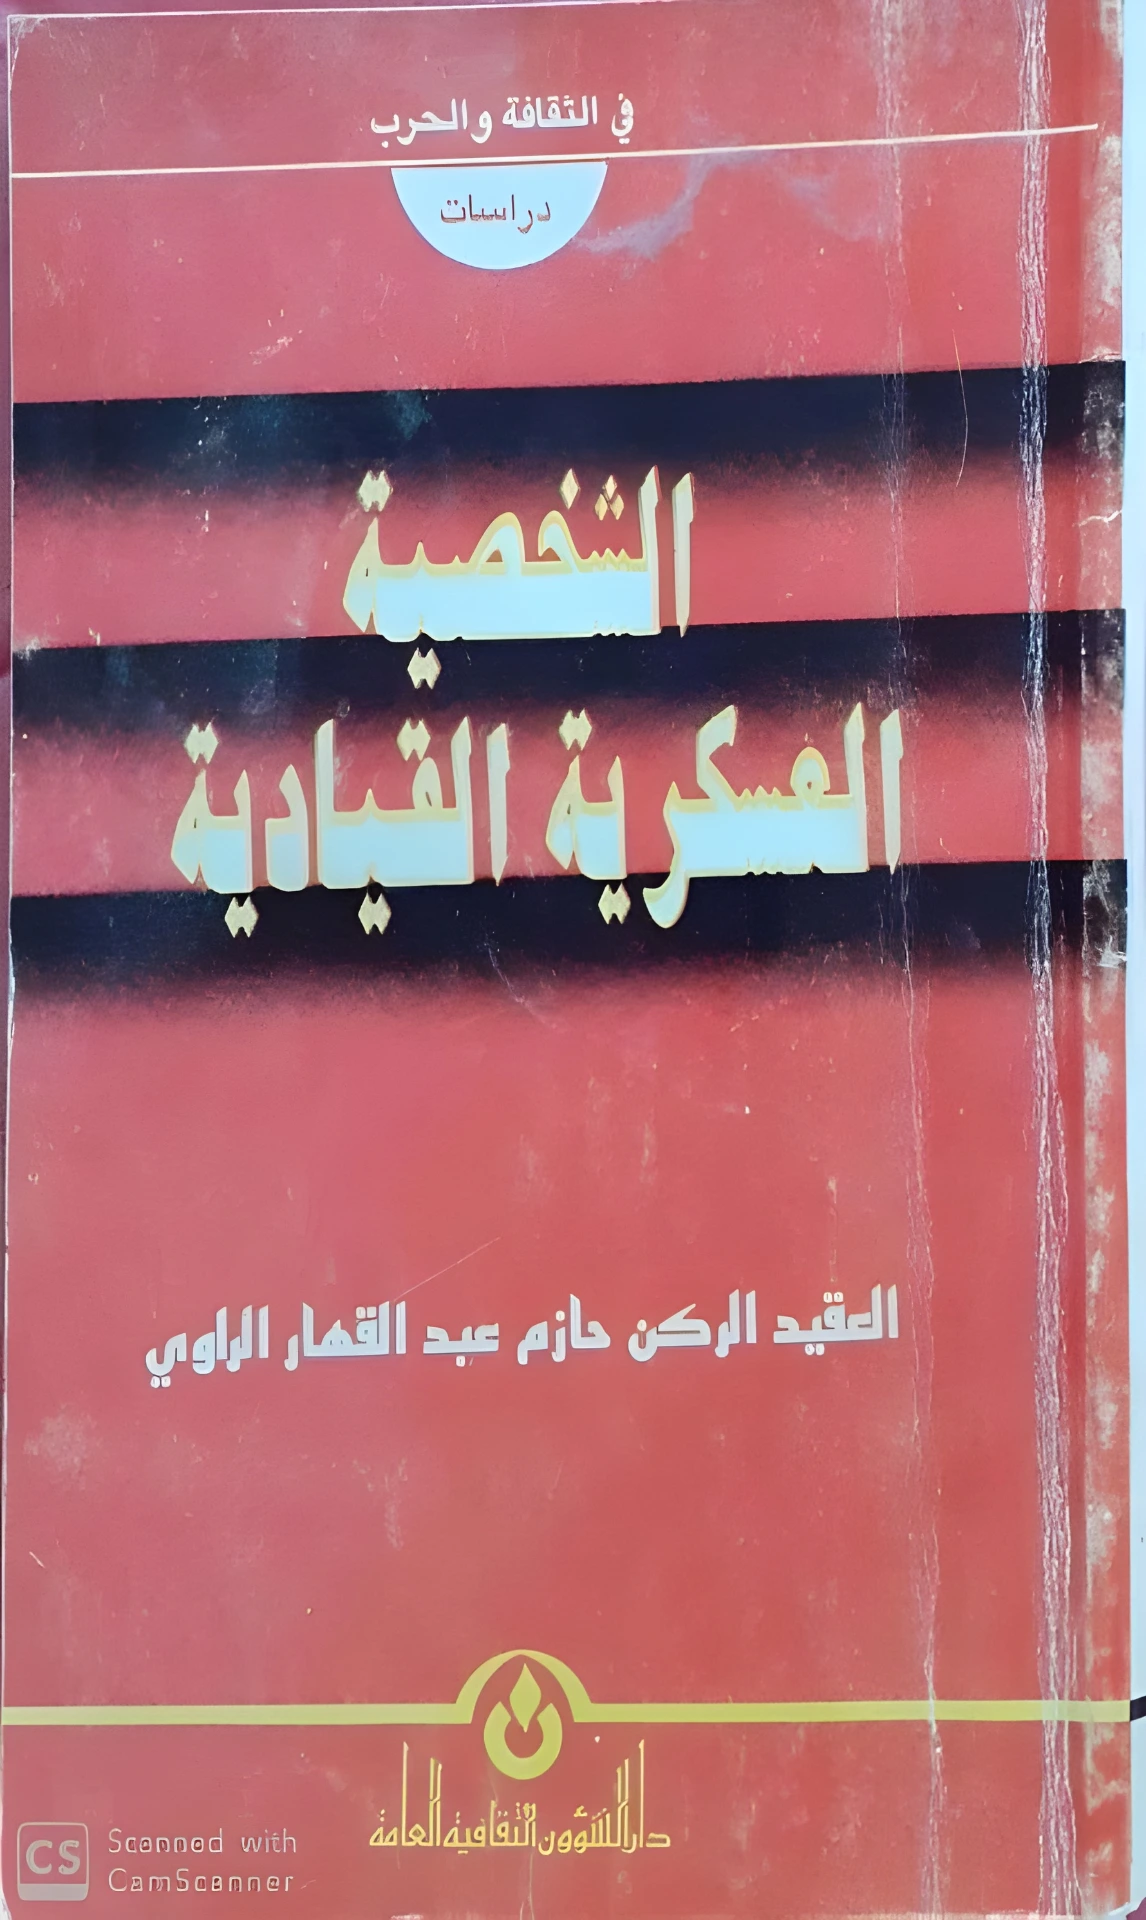 في الثقافة والحرب
دراسات
الشخصية
العسكرية القيادية
العقيد الركن حازم عبد القهار الراوي
دار الشؤون الثقافية العامة
CS Scanned with
CamScanner